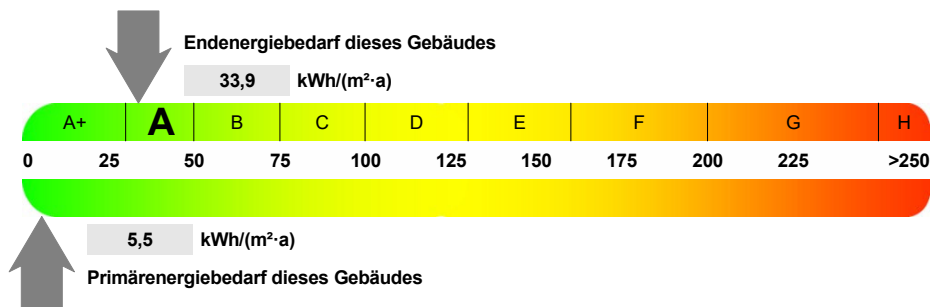 Endenergiebedarf dieses Gebäudes
33,9 kWh/(m²·a)
A+ A B C D E F G H
0 25 50 75 100 125 150 175 200 225 >250
5,5 kWh/(m²·a)
Primärenergiebedarf dieses Gebäudes